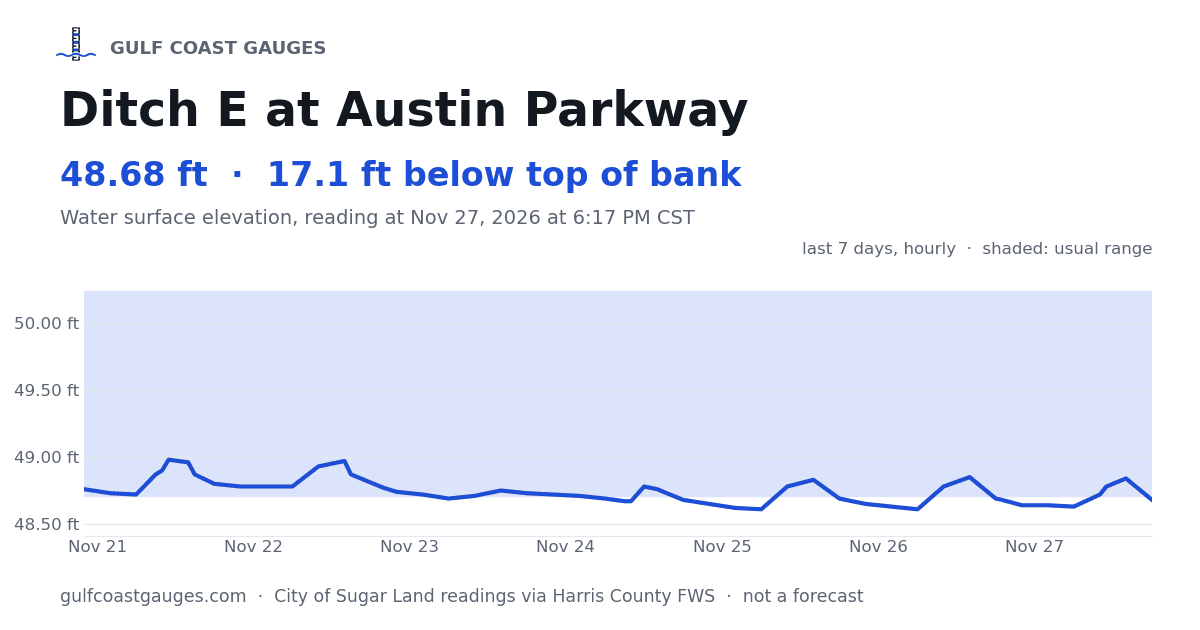 GULF COAST GAUGES
Ditch E at Austin Parkway
48.68 ft · 17.1 ft below top of bank
Water surface elevation, reading at Nov 27, 2026 at 6:17 PM CST
last 7 days, hourly · shaded: usual range
50.00 ft
49.50 ft
49.00 ft
48.50 ft
Nov 21 Nov 22 Nov 23 Nov 24 Nov 25 Nov 26 Nov 27
gulfcoastgauges.com · City of Sugar Land readings via Harris County FWS · not a forecast